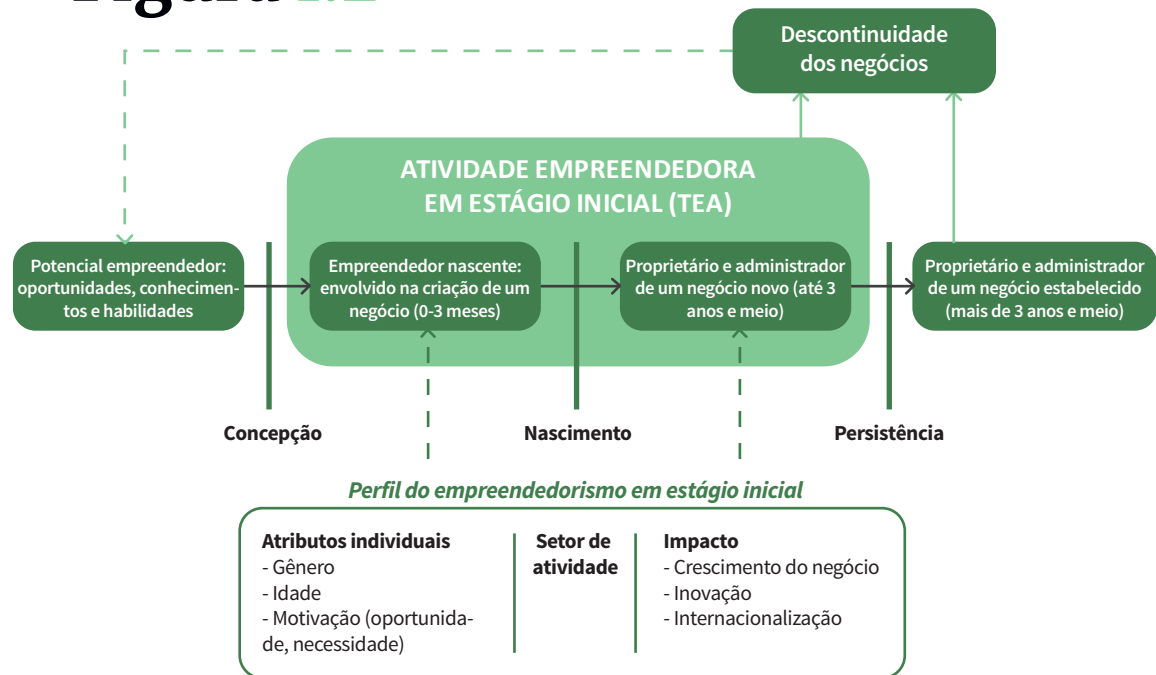 Descontinuidade
dos negócios
ATIVIDADE EMPREENDEDORA
EM ESTÁGIO INICIAL (TEA)
Potencial empreendedor:
oportunidades, conhecimen-
tos e habilidades
Empreendedor nascente:
envolvido na criação de um
negócio (0-3 meses)
Proprietário e administrador
de um negócio novo (até 3
anos e meio)
Proprietário e administrador
de um negócio estabelecido
(mais de 3 anos e meio)
Concepção
Nascimento
Persistência
Perfil do empreendedorismo em estágio inicial
Atributos individuais
- Gênero
- Idade
- Motivação (oportunida-
de, necessidade)
Setor de
atividade
Impacto
- Crescimento do negócio
- Inovação
- Internacionalização